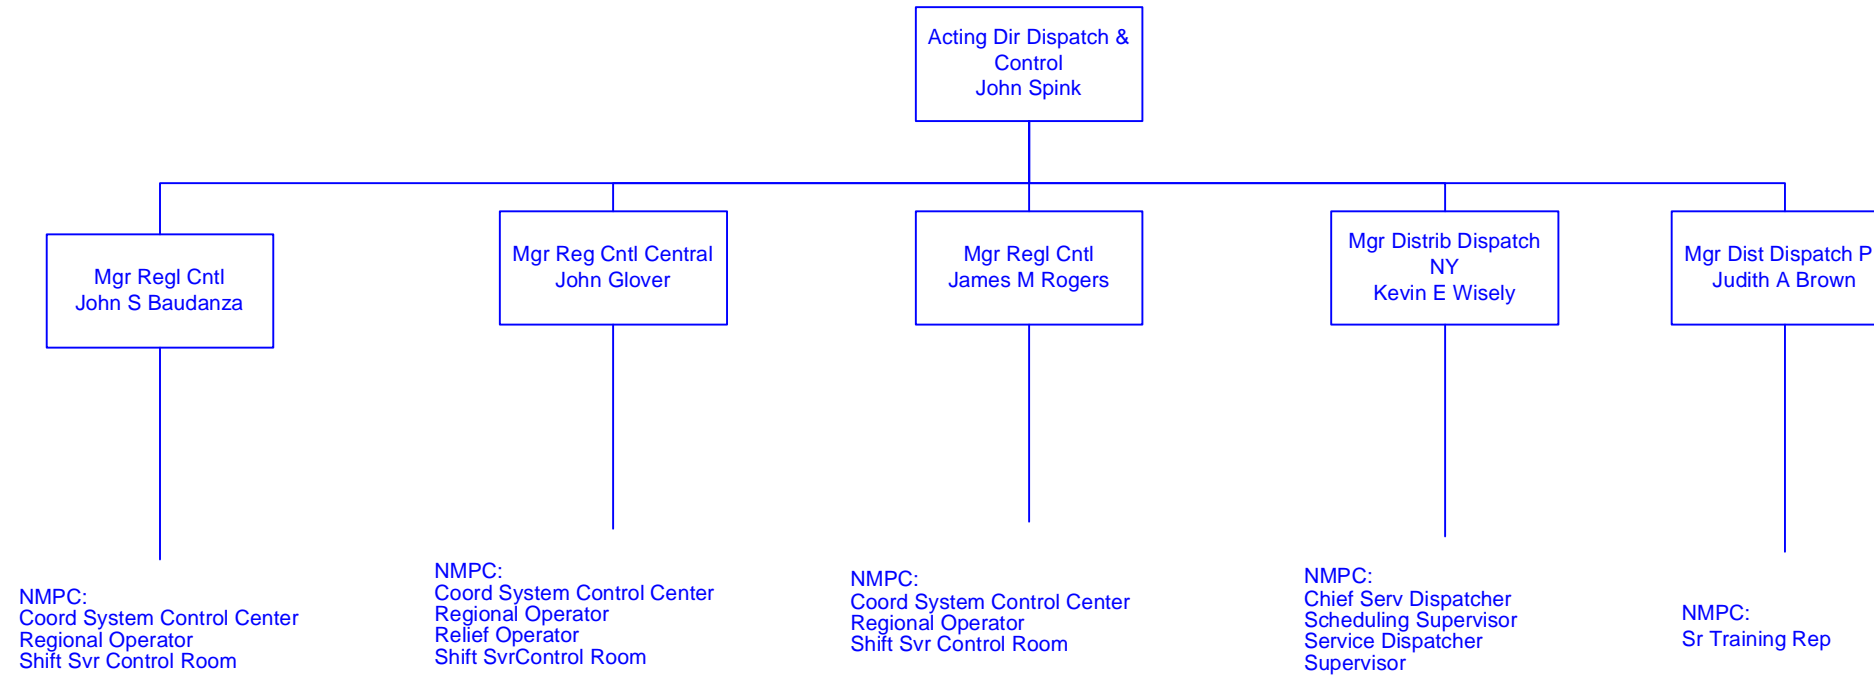 Acting Dir Dispatch &
Control
John Spink
Mgr Regl Cntl
John S Baudanza
Mgr Reg Cntl Central
John Glover
Mgr Regl Cntl
James M Rogers
Mgr Distrib Dispatch
NY
Kevin E Wisely
Mgr Dist Dispatch P
Judith A Brown
NMPC:
Coord System Control Center
Regional Operator
Shift Svr Control Room
NMPC:
Coord System Control Center
Regional Operator
Relief Operator
Shift SvrControl Room
NMPC:
Coord System Control Center
Regional Operator
Shift Svr Control Room
NMPC:
Chief Serv Dispatcher
Scheduling Supervisor
Service Dispatcher
Supervisor
NMPC:
Sr Training Rep